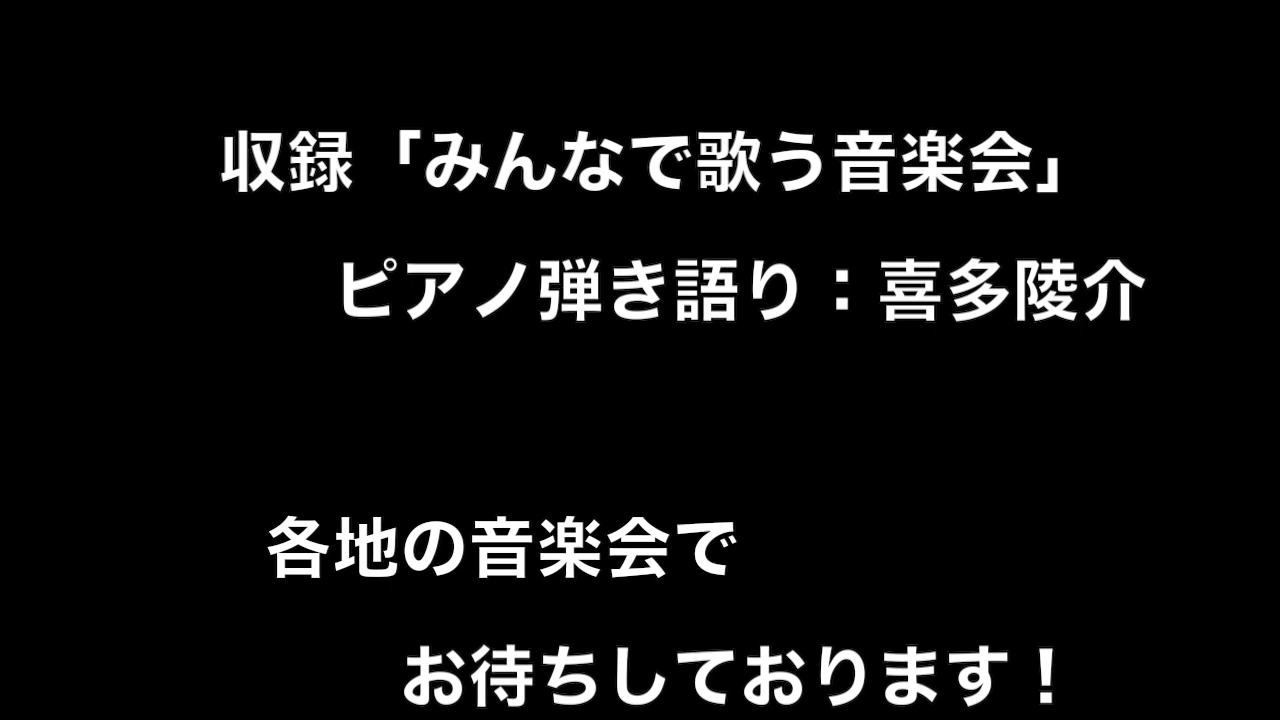 収録「みんなで歌う音楽会」
ピアノ弾き語り：喜多陵介
各地の音楽会で
お待ちしております！